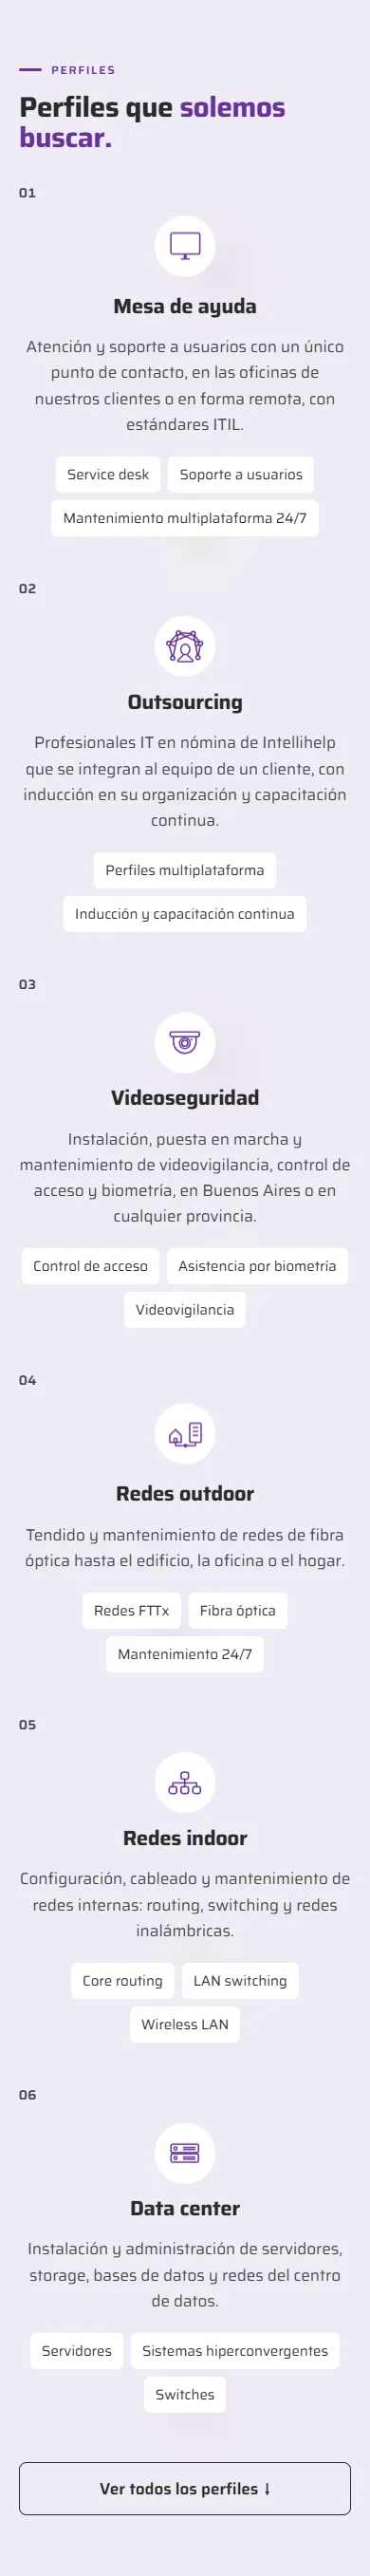 PERFILES
Perfiles que solemos
buscar.
01
Mesa de ayuda
Atención y soporte a usuarios con un único
punto de contacto, en las oficinas de
nuestros clientes o en forma remota, con
estándares ITIL.
Service desk
Soporte a usuarios
Mantenimiento multiplataforma 24/7
02
Outsourcing
Profesionales IT en nómina de Intellihelp
que se integran al equipo de un cliente, con
inducción en su organización y capacitación
continua.
Perfiles multiplataforma
Inducción y capacitación continua
03
Videoseguridad
Instalación, puesta en marcha y
mantenimiento de videovigilancia, control de
acceso y biometría, en Buenos Aires o en
cualquier provincia.
Control de acceso
Asistencia por biometría
Videovigilancia
04
Redes outdoor
Tendido y mantenimiento de redes de fibra
óptica hasta el edificio, la oficina o el hogar.
Redes FTTx
Fibra óptica
Mantenimiento 24/7
05
Redes indoor
Configuración, cableado y mantenimiento de
redes internas: routing, switching y redes
inalámbricas.
Core routing
LAN switching
Wireless LAN
06
Data center
Instalación y administración de servidores,
storage, bases de datos y redes del centro
de datos.
Servidores
Sistemas hiperconvergentes
Switches
Ver todos los perfiles ↓